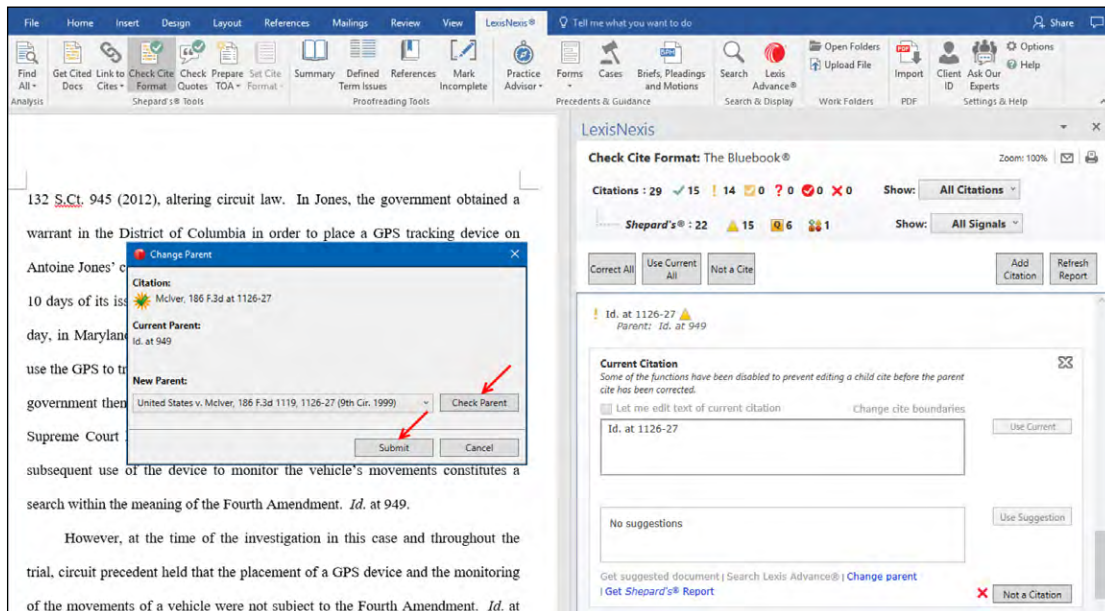 File Home Insert Design Layout References Mailings Review View LexisNexis® Tell me what you want to do Share
Find All Get Cited Docs Link to Cites Check Cite Format Check Quotes Prepare TOA Set Cite Format Summary Defined Term Issues References Mark Incomplete Practice Advisor Forms Cases Briefs, Pleadings and Motions Search Lexis Advance® Open Folders Upload File Import Client ID Ask Our Experts Options Help
Analysis Shepard's® Tools Proofreading Tools Precedents & Guidance Search & Display Work Folders PDF Settings & Help
132 S.Ct. 945 (2012), altering circuit law. In Jones, the government obtained a
warrant in the District of Columbia in order to place a GPS tracking device on
Antoine Jones' c
10 days of its iss
day, in Marylan
use the GPS to tr
government then
Supreme Court
subsequent use of the device to monitor the vehicle's movements constitutes a
search within the meaning of the Fourth Amendment. Id. at 949.
However, at the time of the investigation in this case and throughout the
trial, circuit precedent held that the placement of a GPS device and the monitoring
of the movements of a vehicle were not subject to the Fourth Amendment. Id. at
Change Parent
Citation:
McIver, 186 F.3d at 1126-27
Current Parent:
Id. at 949
New Parent:
United States v. McIver, 186 F.3d 1119, 1126-27 (9th Cir. 1999) Check Parent
Submit Cancel
LexisNexis
Check Cite Format: The Bluebook® Zoom: 100%
Citations : 29 15 ! 14 0 ? 0 0 0 Show: All Citations
Shepard's® : 22 15 Q 6 1 Show: All Signals
Correct All Use Current All Not a Cite Add Citation Refresh Report
! Id. at 1126-27
Parent: Id. at 949
Current Citation
Some of the functions have been disabled to prevent editing a child cite before the parent
cite has been corrected.
Let me edit text of current citation Change cite boundaries
Id. at 1126-27 Use Current
No suggestions Use Suggestion
Get suggested document | Search Lexis Advance® | Change parent
| Get Shepard's® Report Not a Citation